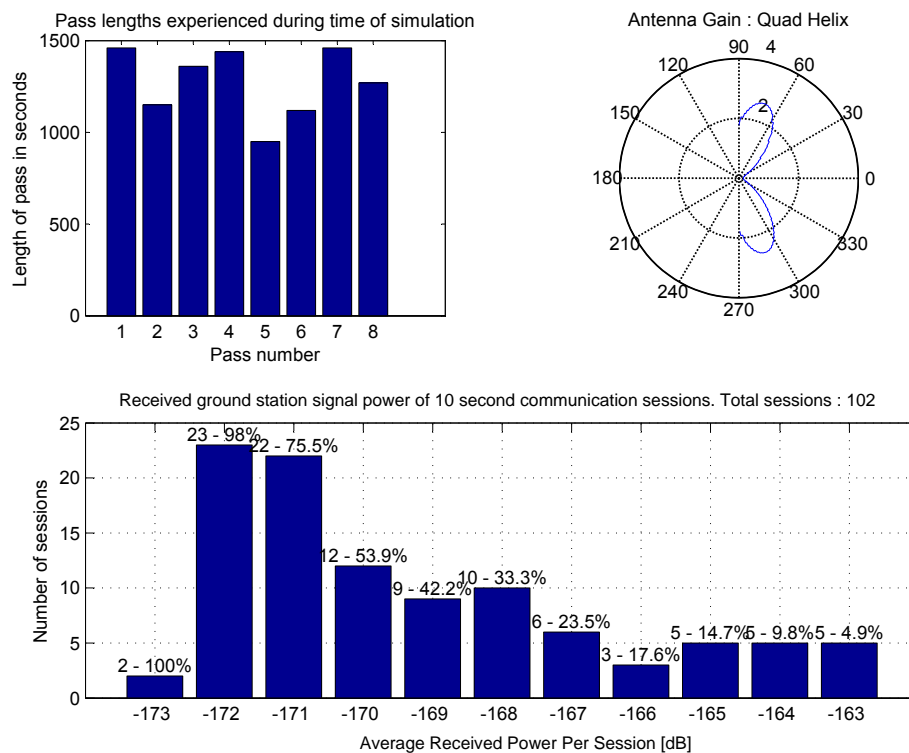 Pass lengths experienced during time of simulation
1500
1000
500
0
Length of pass in seconds
1 2 3 4 5 6 7 8
Pass number
Antenna Gain : Quad Helix
90 4
120 60
2
150 30
180 0
210 330
240 300
270
Received ground station signal power of 10 second communication sessions. Total sessions : 102
25
20
15
10
5
0
Number of sessions
23 - 98%
22 - 75.5%
12 - 53.9%
10 - 33.3%
9 - 42.2%
6 - 23.5%
3 - 17.6%
5 - 14.7%
5 - 9.8%
5 - 4.9%
2 - 100%
-173 -172 -171 -170 -169 -168 -167 -166 -165 -164 -163
Average Received Power Per Session [dB]